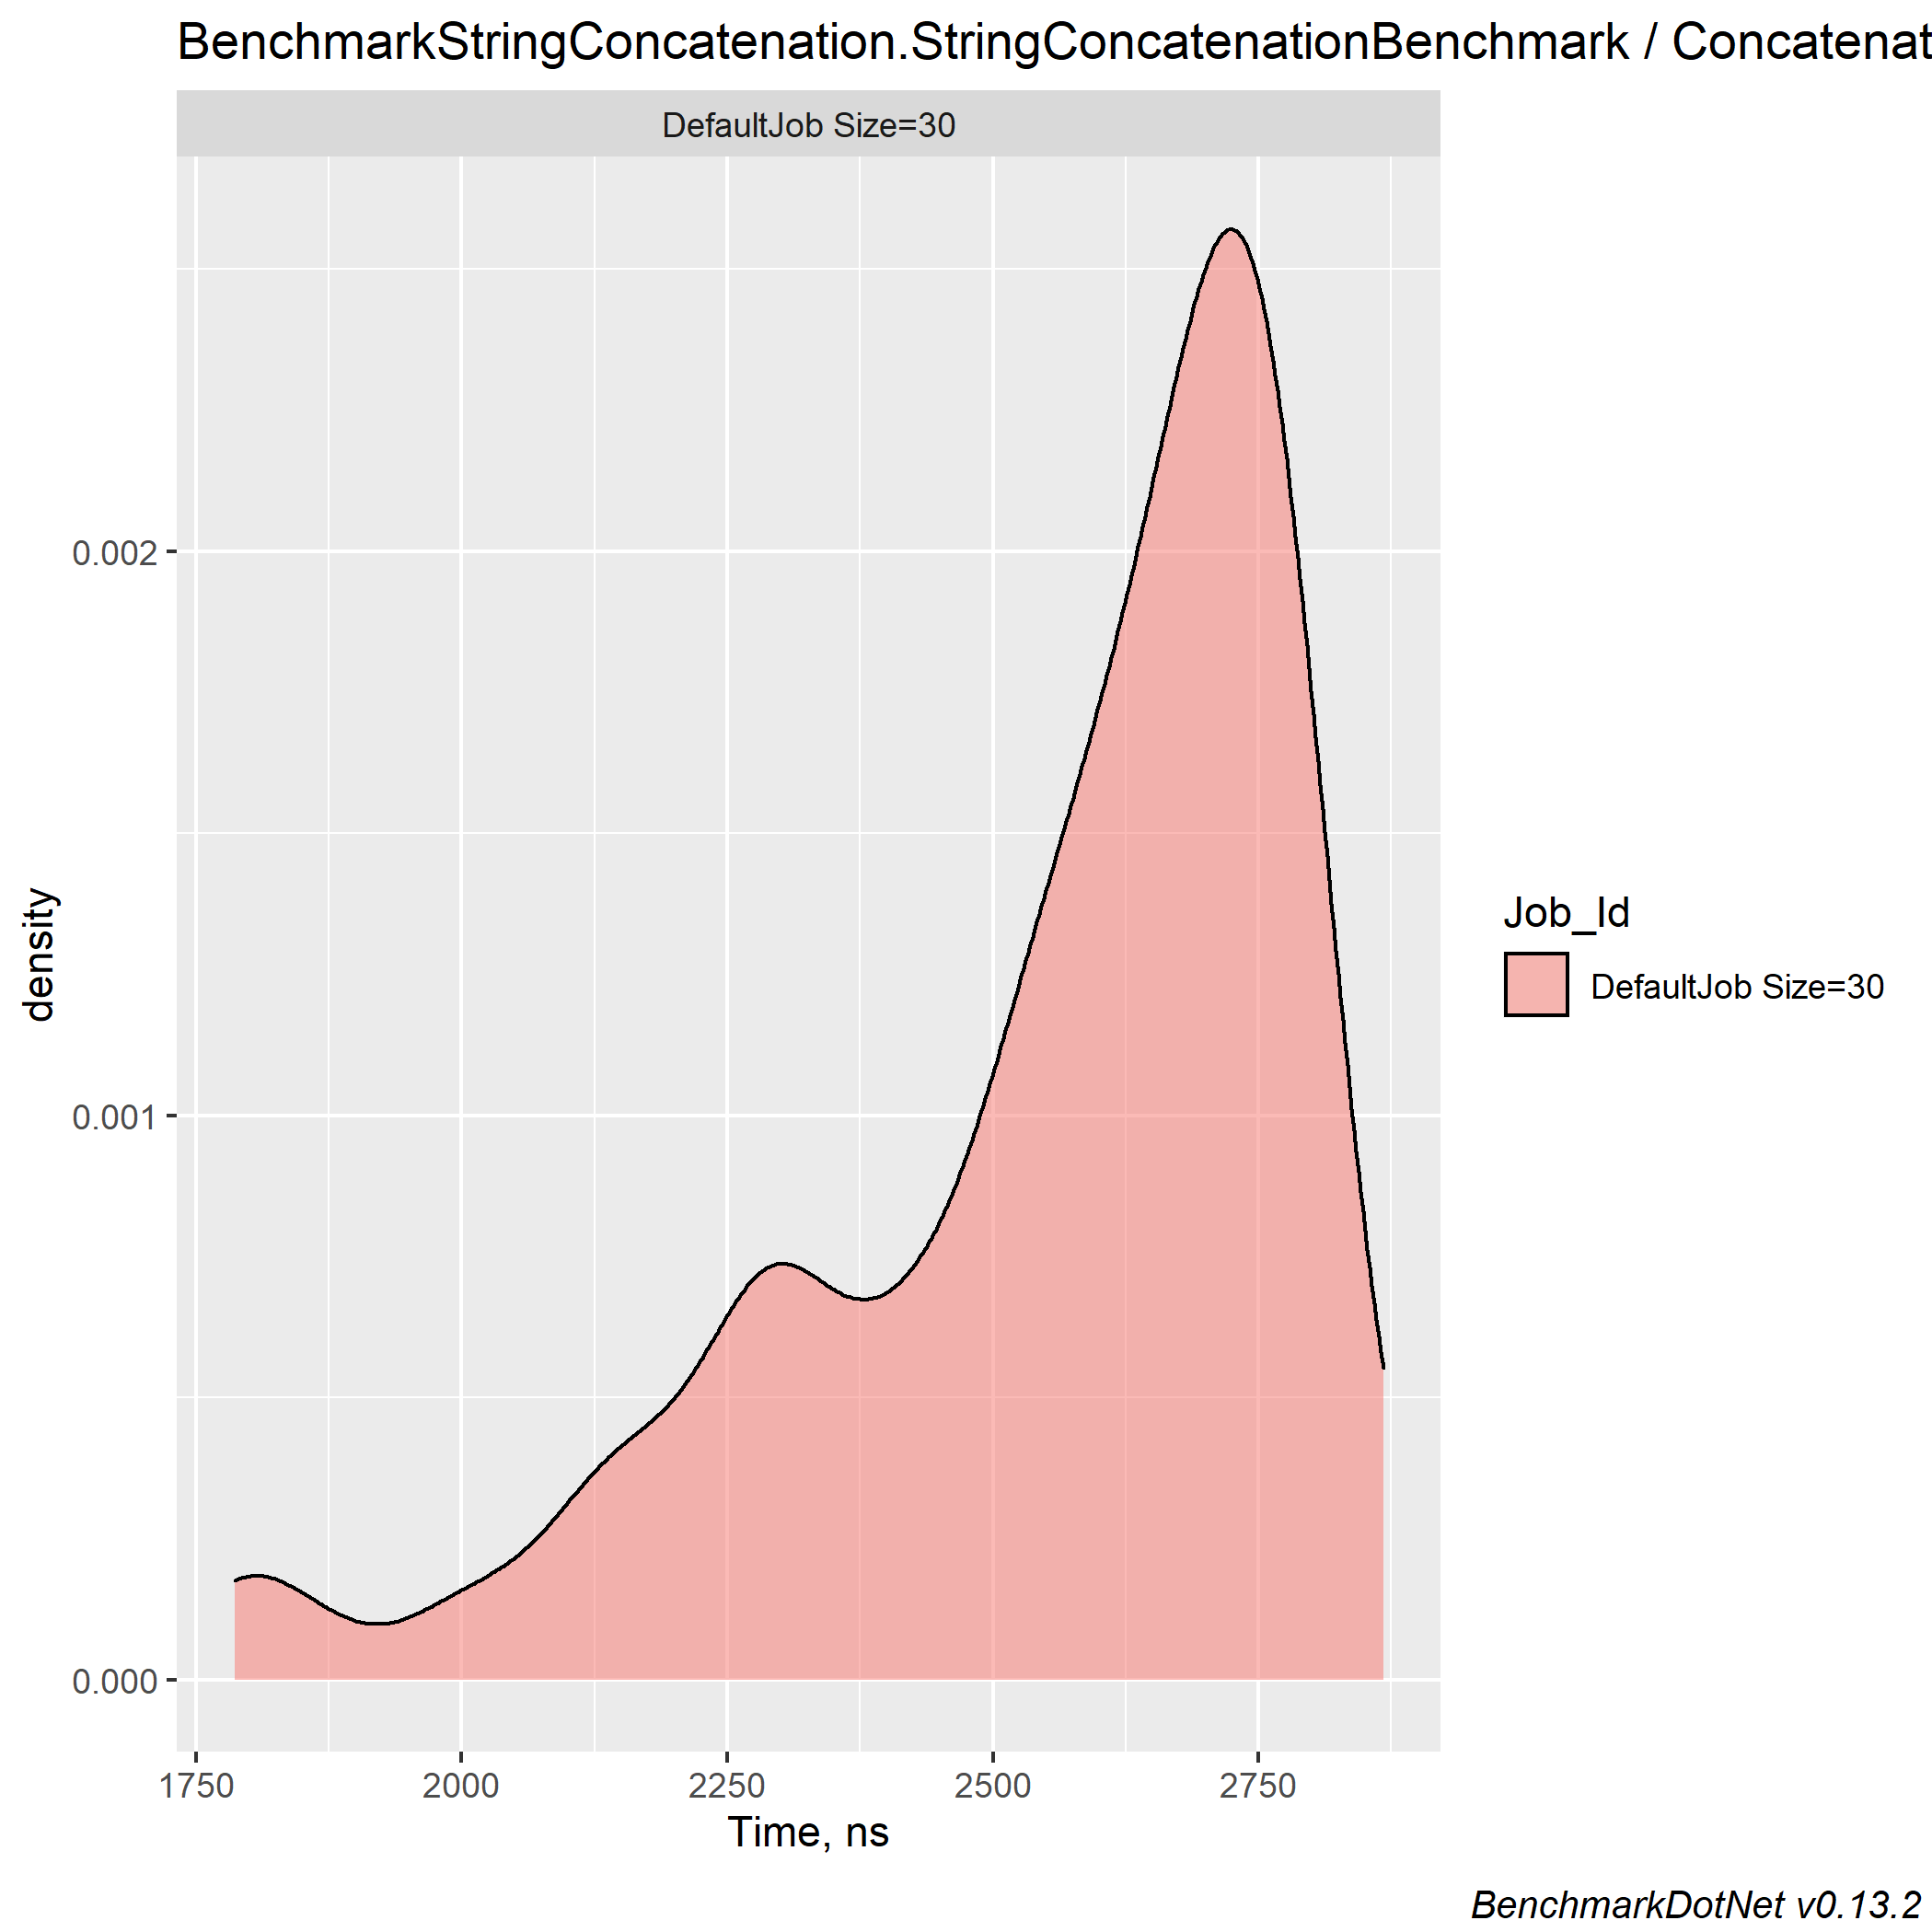 BenchmarkStringConcatenation.StringConcatenationBenchmark / Concatenat
DefaultJob Size=30
0.002
0.001
0.000
density
1750 2000 2250 2500 2750
Time, ns
Job_Id
DefaultJob Size=30
BenchmarkDotNet v0.13.2